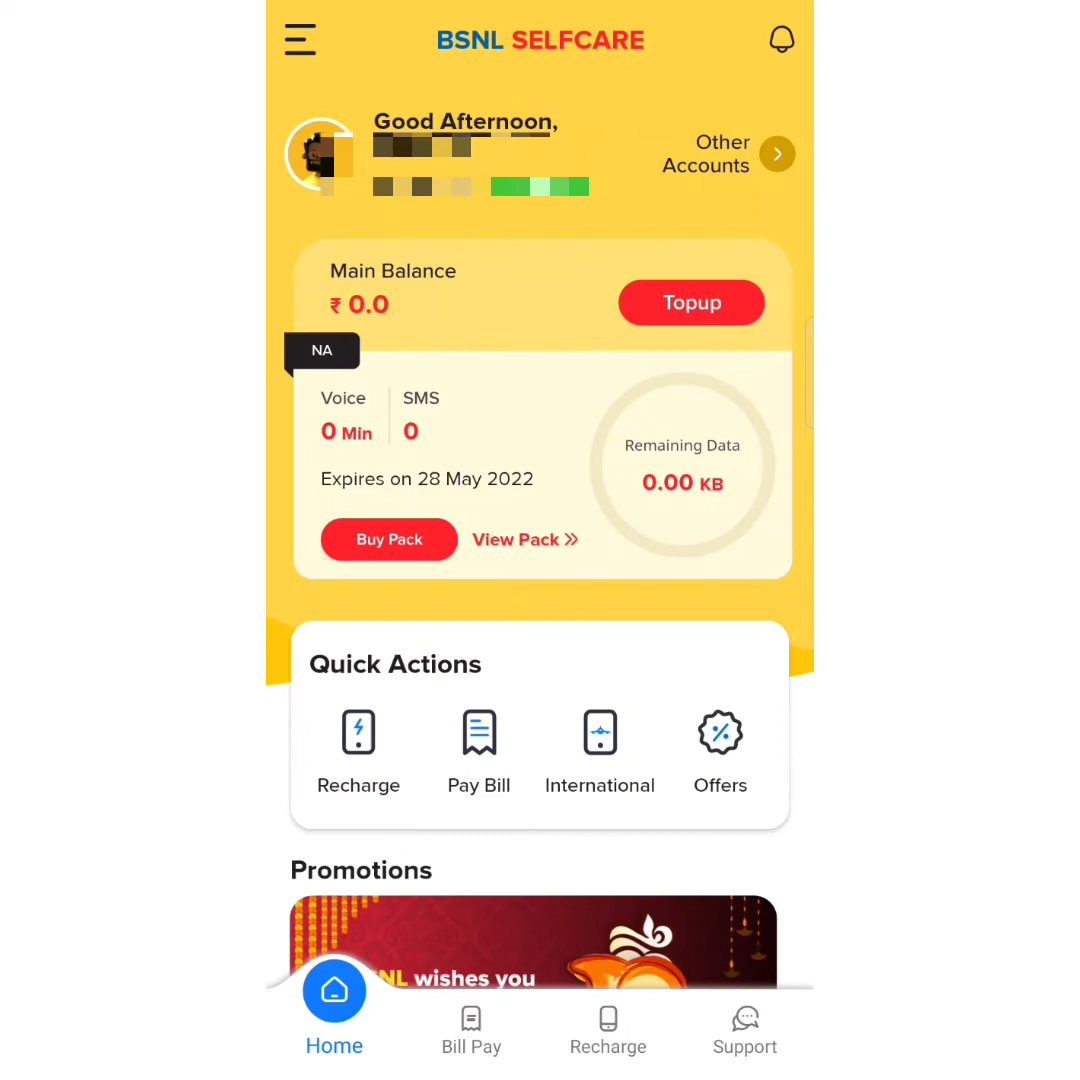 BSNL SELFCARE
Good Afternoon,
Other
Accounts
Main Balance
₹ 0.0
Topup
NA
Voice
SMS
0 Min
0
Expires on 28 May 2022
Remaining Data
0.00 KB
Buy Pack
View Pack
Quick Actions
Recharge
Pay Bill
International
Offers
Promotions
NL wishes you
Home
Bill Pay
Recharge
Support